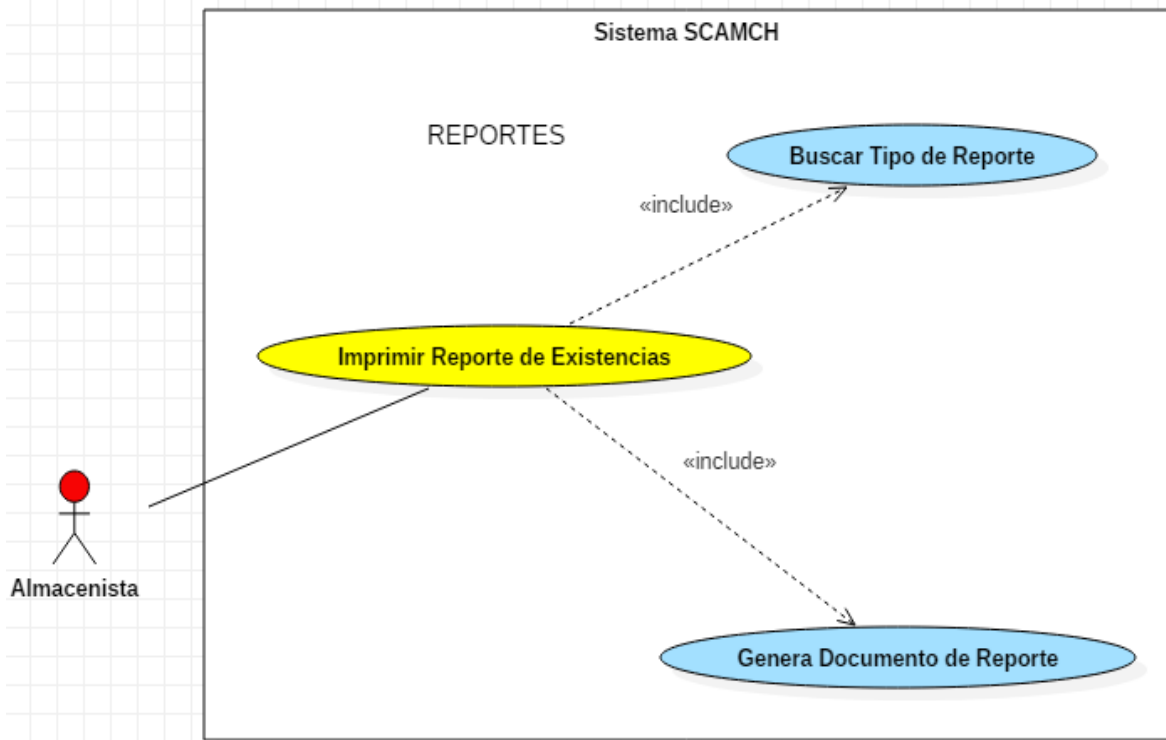 Sistema SCAMCH
REPORTES
Buscar Tipo de Reporte
«include»
Imprimir Reporte de Existencias
«include»
Almacenista
Genera Documento de Reporte